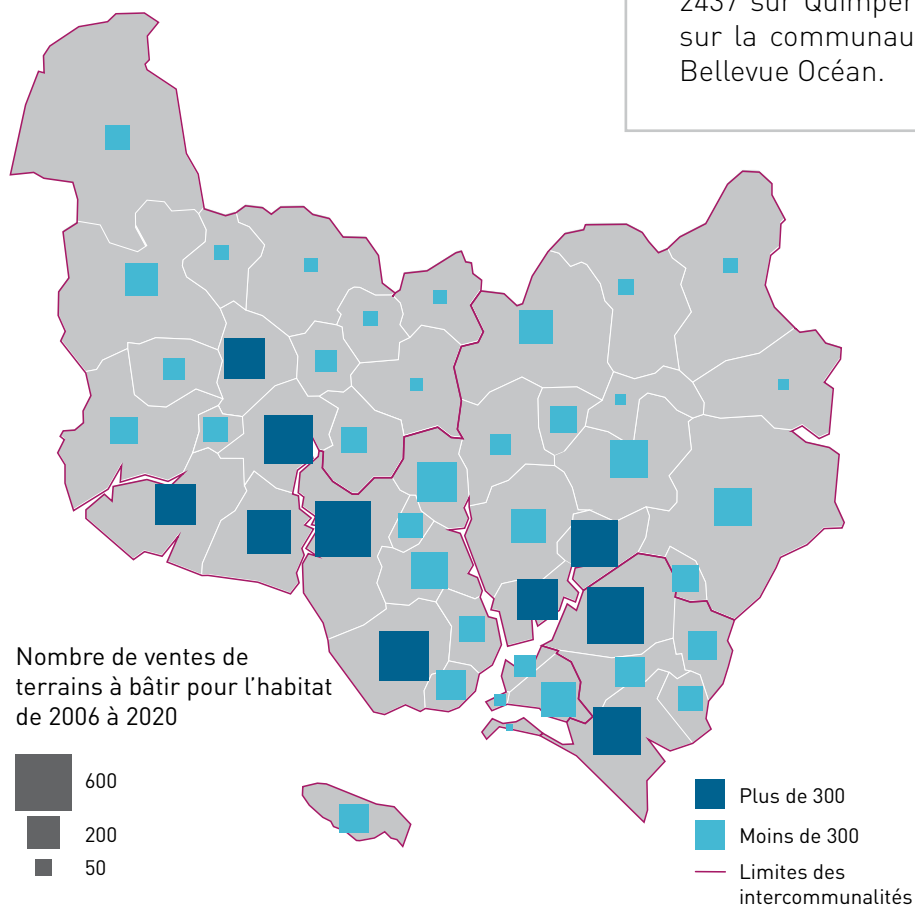 2437 sur Quimper
sur la communau
Bellevue Océan.
Nombre de ventes de
terrains à bâtir pour l'habitat
de 2006 à 2020
600
200
50
Plus de 300
Moins de 300
Limites des
intercommunalités